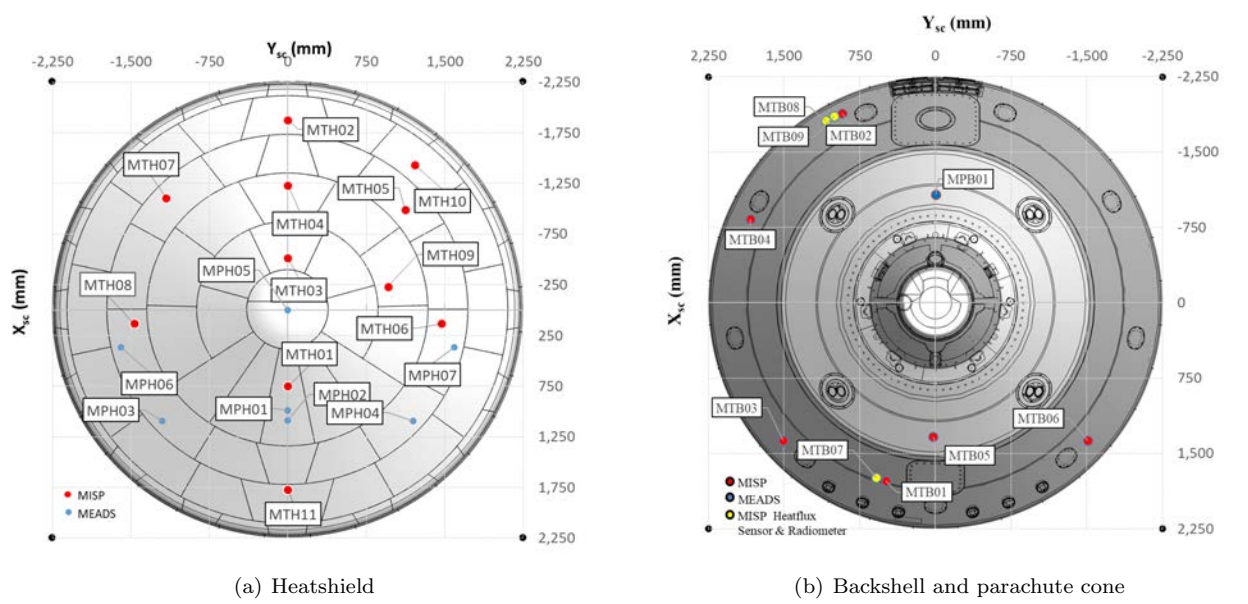 Y_sc (mm)
-2,250 -1,500 -750 0 750 1,500 2,250
-2,250
-1,750
-1,250
-750
-250
250
750
1,250
1,750
2,250
X_sc (mm)
MTH02
MTH07
MTH05
MTH10
MTH04
MTH09
MPH05
MTH08
MTH03
MTH06
MTH01
MPH06
MPH07
MPH02
MPH03
MPH01
MPH04
MTH11
MISP
MEADS
(a) Heatshield
Y_sc (mm)
2,250 1,500 750 0 -750 -1,500 -2,250
-2,250
-1,500
-750
0
750
1,500
2,250
X_sc (mm)
MTB08
MTB09
MTB02
MPB01
MTB04
MTB03
MTB06
MTB07
MTB05
MTB01
MISP
MEADS
MISP Heatflux
Sensor & Radiometer
(b) Backshell and parachute cone